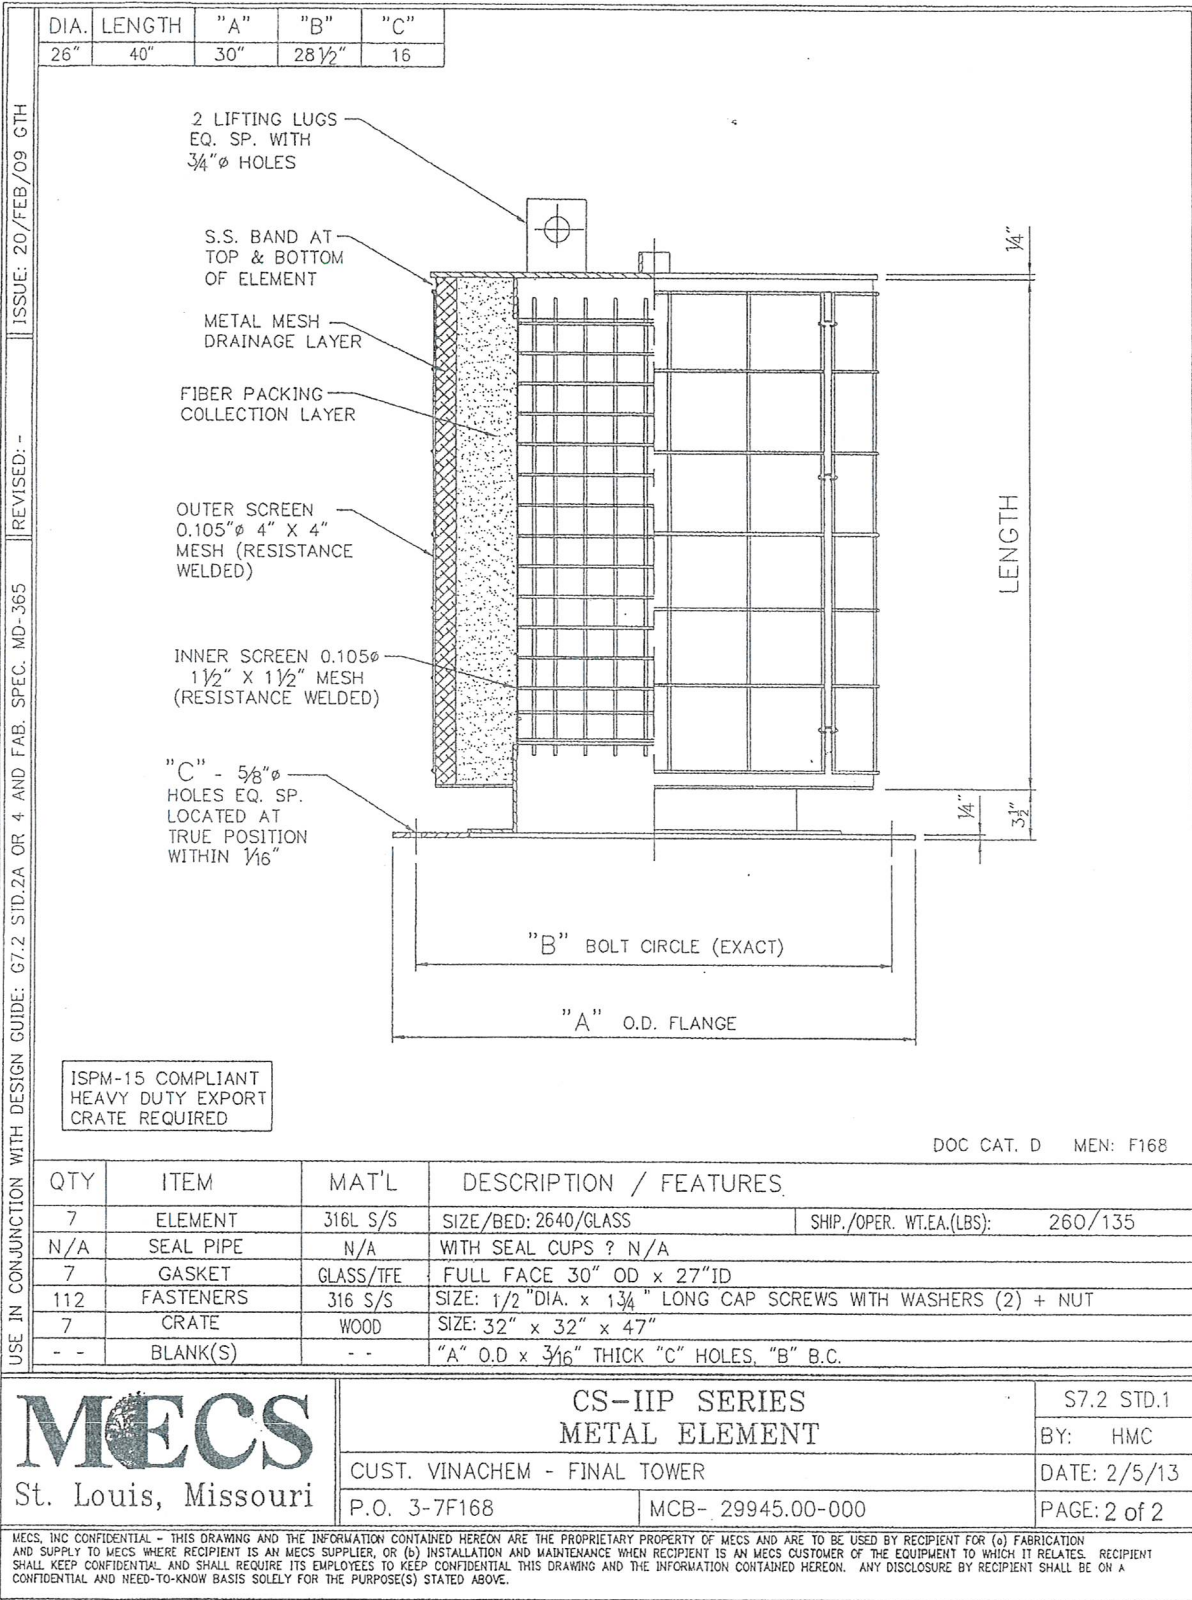 DIA. LENGTH "A" "B" "C"
26" 40" 30" 28 1/2" 16
2 LIFTING LUGS
EQ. SP. WITH
3/4"ø HOLES
S.S. BAND AT
TOP & BOTTOM
OF ELEMENT
METAL MESH
DRAINAGE LAYER
FIBER PACKING
COLLECTION LAYER
OUTER SCREEN
0.105"ø 4" X 4"
MESH (RESISTANCE
WELDED)
INNER SCREEN 0.105ø
1 1/2" X 1 1/2" MESH
(RESISTANCE WELDED)
"C" - 5/8"ø
HOLES EQ. SP.
LOCATED AT
TRUE POSITION
WITHIN 1/16"
1/4"
LENGTH
1/4"
3 1/2"
"B" BOLT CIRCLE (EXACT)
"A" O.D. FLANGE
ISPM-15 COMPLIANT
HEAVY DUTY EXPORT
CRATE REQUIRED
DOC CAT. D MEN: F168
USE IN CONJUNCTION WITH DESIGN GUIDE: G7.2 STD.2A OR 4 AND FAB. SPEC. MD-365 REVISED: - ISSUE: 20/FEB/09 GTH
QTY ITEM MAT'L DESCRIPTION / FEATURES
7 ELEMENT 316L S/S SIZE/BED: 2640/GLASS SHIP./OPER. WT.EA.(LBS): 260/135
N/A SEAL PIPE N/A WITH SEAL CUPS ? N/A
7 GASKET GLASS/TFE FULL FACE 30" OD x 27"ID
112 FASTENERS 316 S/S SIZE: 1/2"DIA. x 1 3/4" LONG CAP SCREWS WITH WASHERS (2) + NUT
7 CRATE WOOD SIZE: 32" x 32" x 47"
- - BLANK(S) - - "A" O.D x 3/16" THICK "C" HOLES, "B" B.C.
MECS
St. Louis, Missouri
CS-IIP SERIES
METAL ELEMENT
CUST. VINACHEM - FINAL TOWER
P.O. 3-7F168 MCB- 29945.00-000
S7.2 STD.1
BY: HMC
DATE: 2/5/13
PAGE: 2 of 2
MECS, INC CONFIDENTIAL - THIS DRAWING AND THE INFORMATION CONTAINED HEREON ARE THE PROPRIETARY PROPERTY OF MECS AND ARE TO BE USED BY RECIPIENT FOR (a) FABRICATION
AND SUPPLY TO MECS WHERE RECIPIENT IS AN MECS SUPPLIER, OR (b) INSTALLATION AND MAINTENANCE WHEN RECIPIENT IS AN MECS CUSTOMER OF THE EQUIPMENT TO WHICH IT RELATES. RECIPIENT
SHALL KEEP CONFIDENTIAL AND SHALL REQUIRE ITS EMPLOYEES TO KEEP CONFIDENTIAL THIS DRAWING AND THE INFORMATION CONTAINED HEREON. ANY DISCLOSURE BY RECIPIENT SHALL BE ON A
CONFIDENTIAL AND NEED-TO-KNOW BASIS SOLELY FOR THE PURPOSE(S) STATED ABOVE.